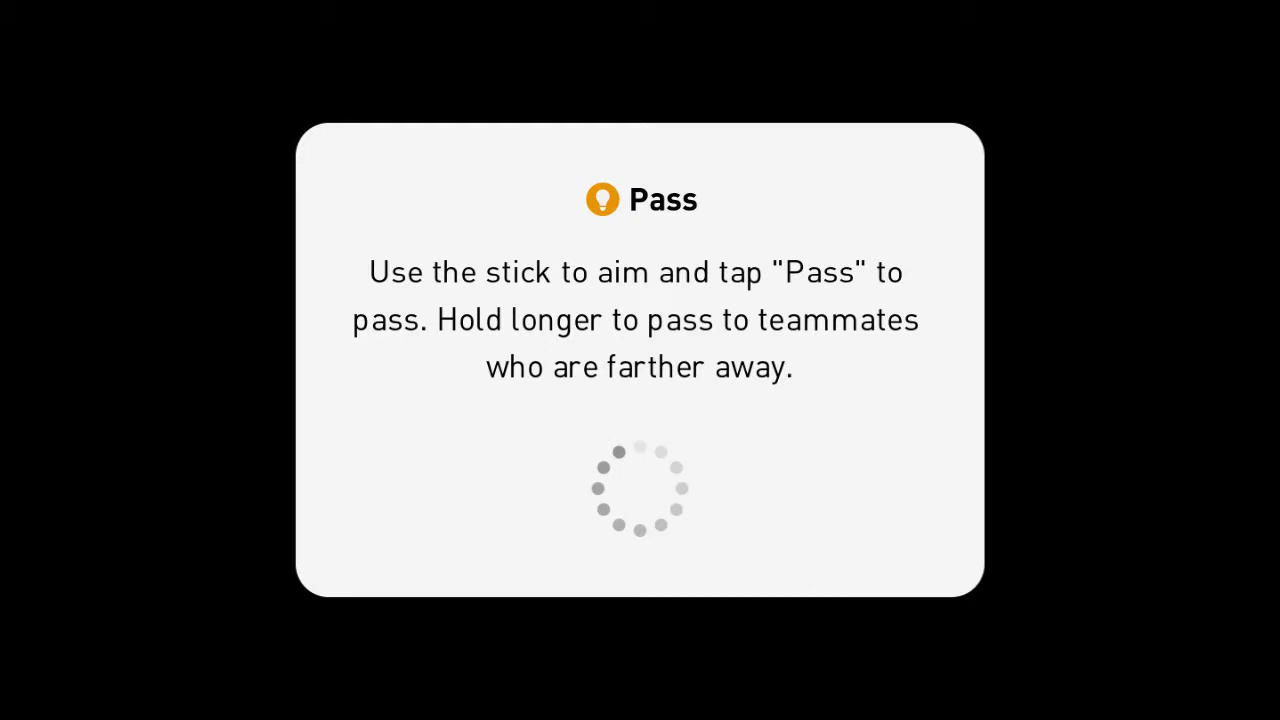 Pass
Use the stick to aim and tap "Pass" to
pass. Hold longer to pass to teammates
who are farther away.